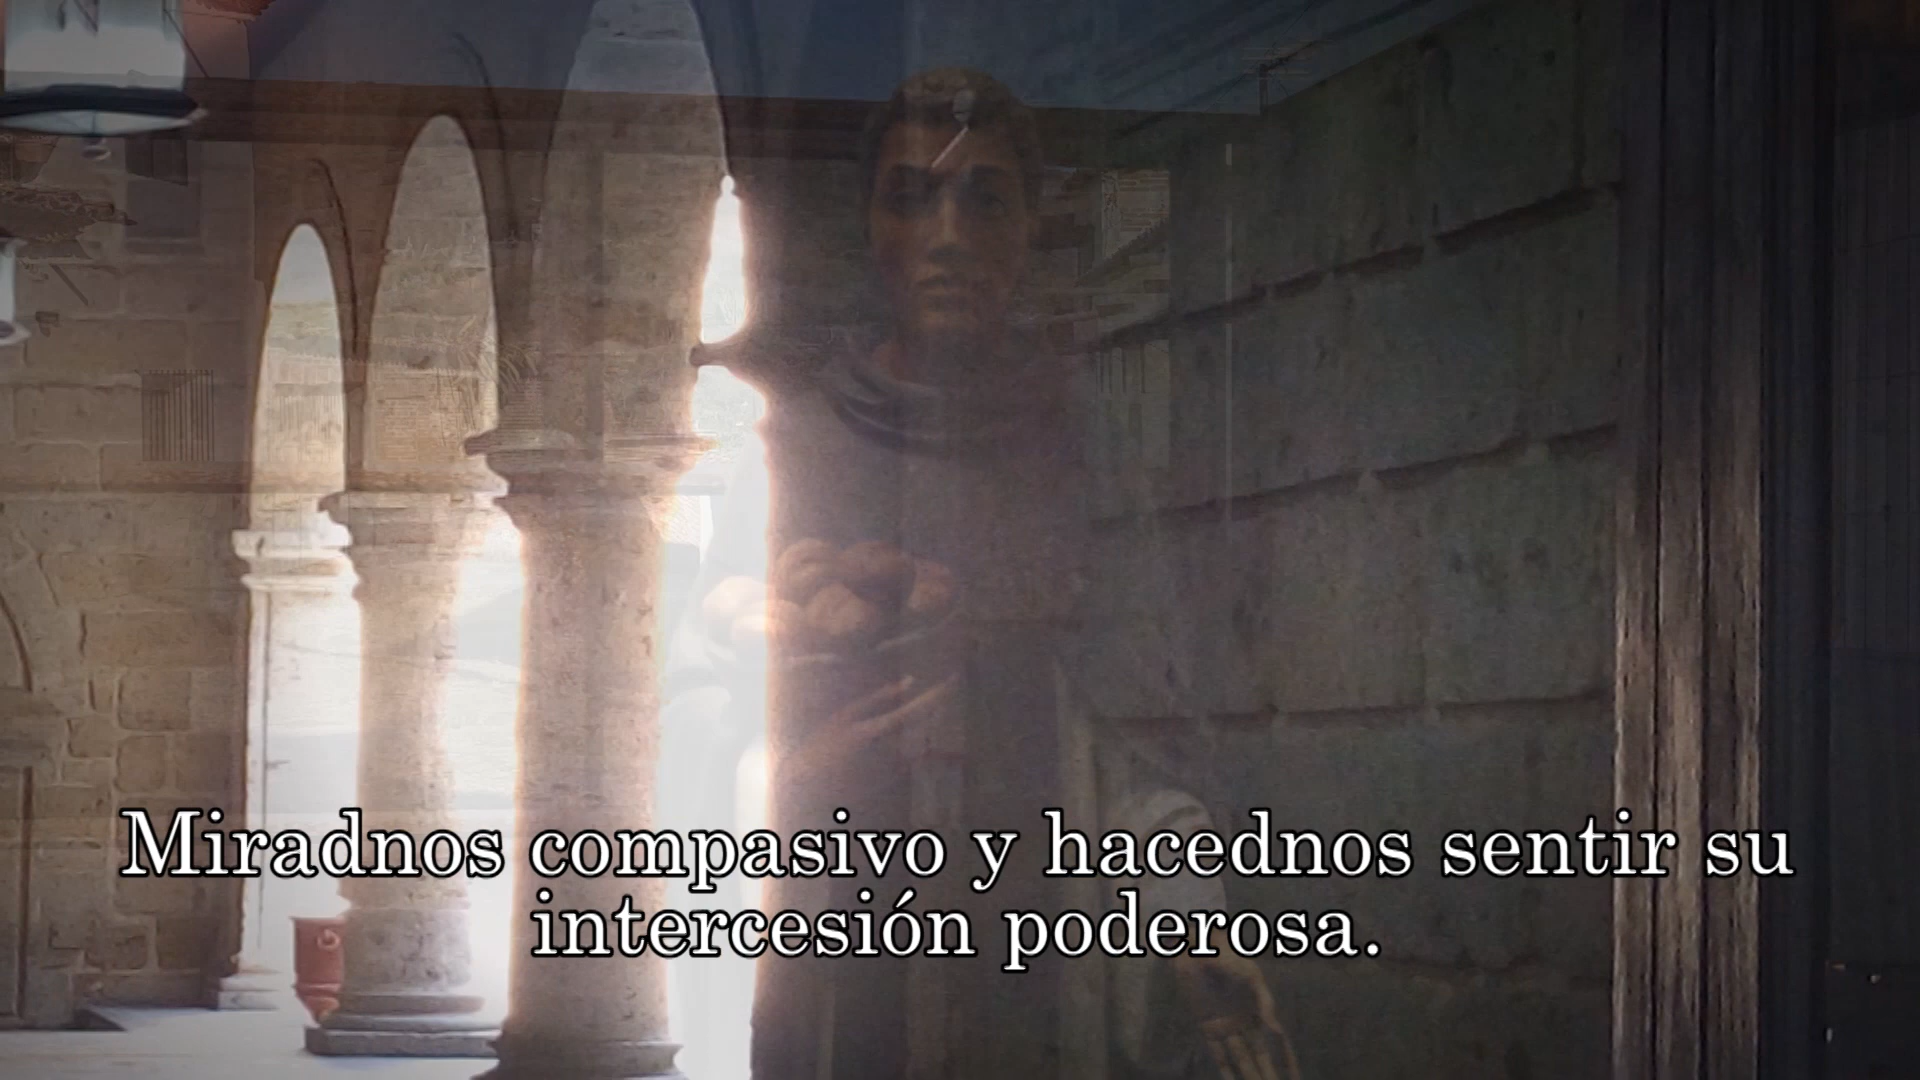 Miradnos compasivo y hacednos sentir su
intercesión poderosa.